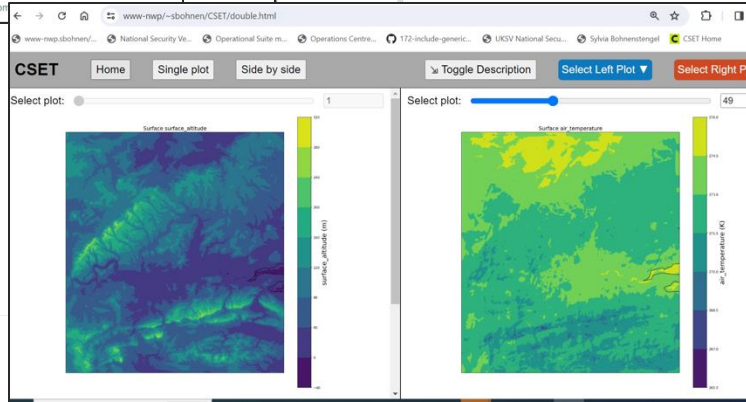 www-nwp/~sbohnen/CSET/double.html
www-nwp.sbohnen/... National Security Ve... Operational Suite m... Operations Centre... 172-include-generic... UKSV National Secu... Sylvia Bohnenstengel CSET Home
CSET Home Single plot Side by side ⇲ Toggle Description Select Left Plot ▼ Select Right P
Select plot: 1
Select plot: 49
Surface surface_altitude
surface_altitude (m)
Surface air_temperature
air_temperature (K)